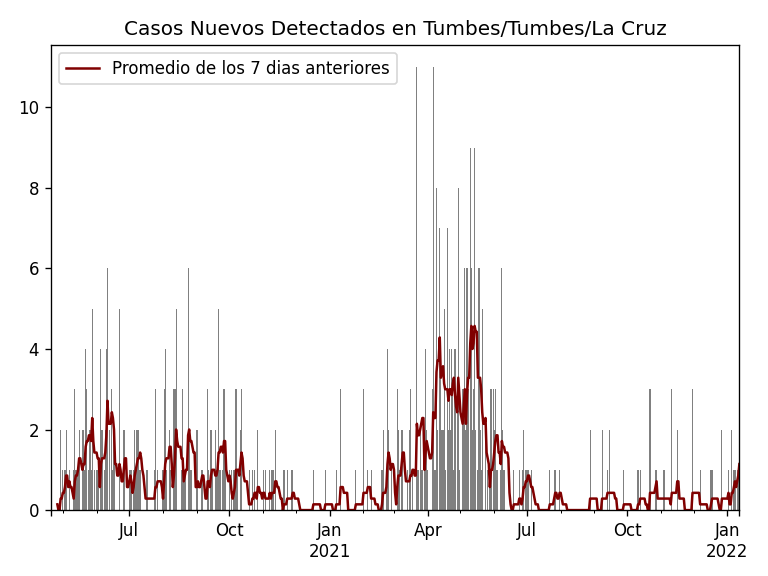 Casos Nuevos Detectados en Tumbes/Tumbes/La Cruz
Promedio de los 7 dias anteriores
10
8
6
4
2
0
Jul Oct Jan Apr Jul Oct Jan
2021 2022